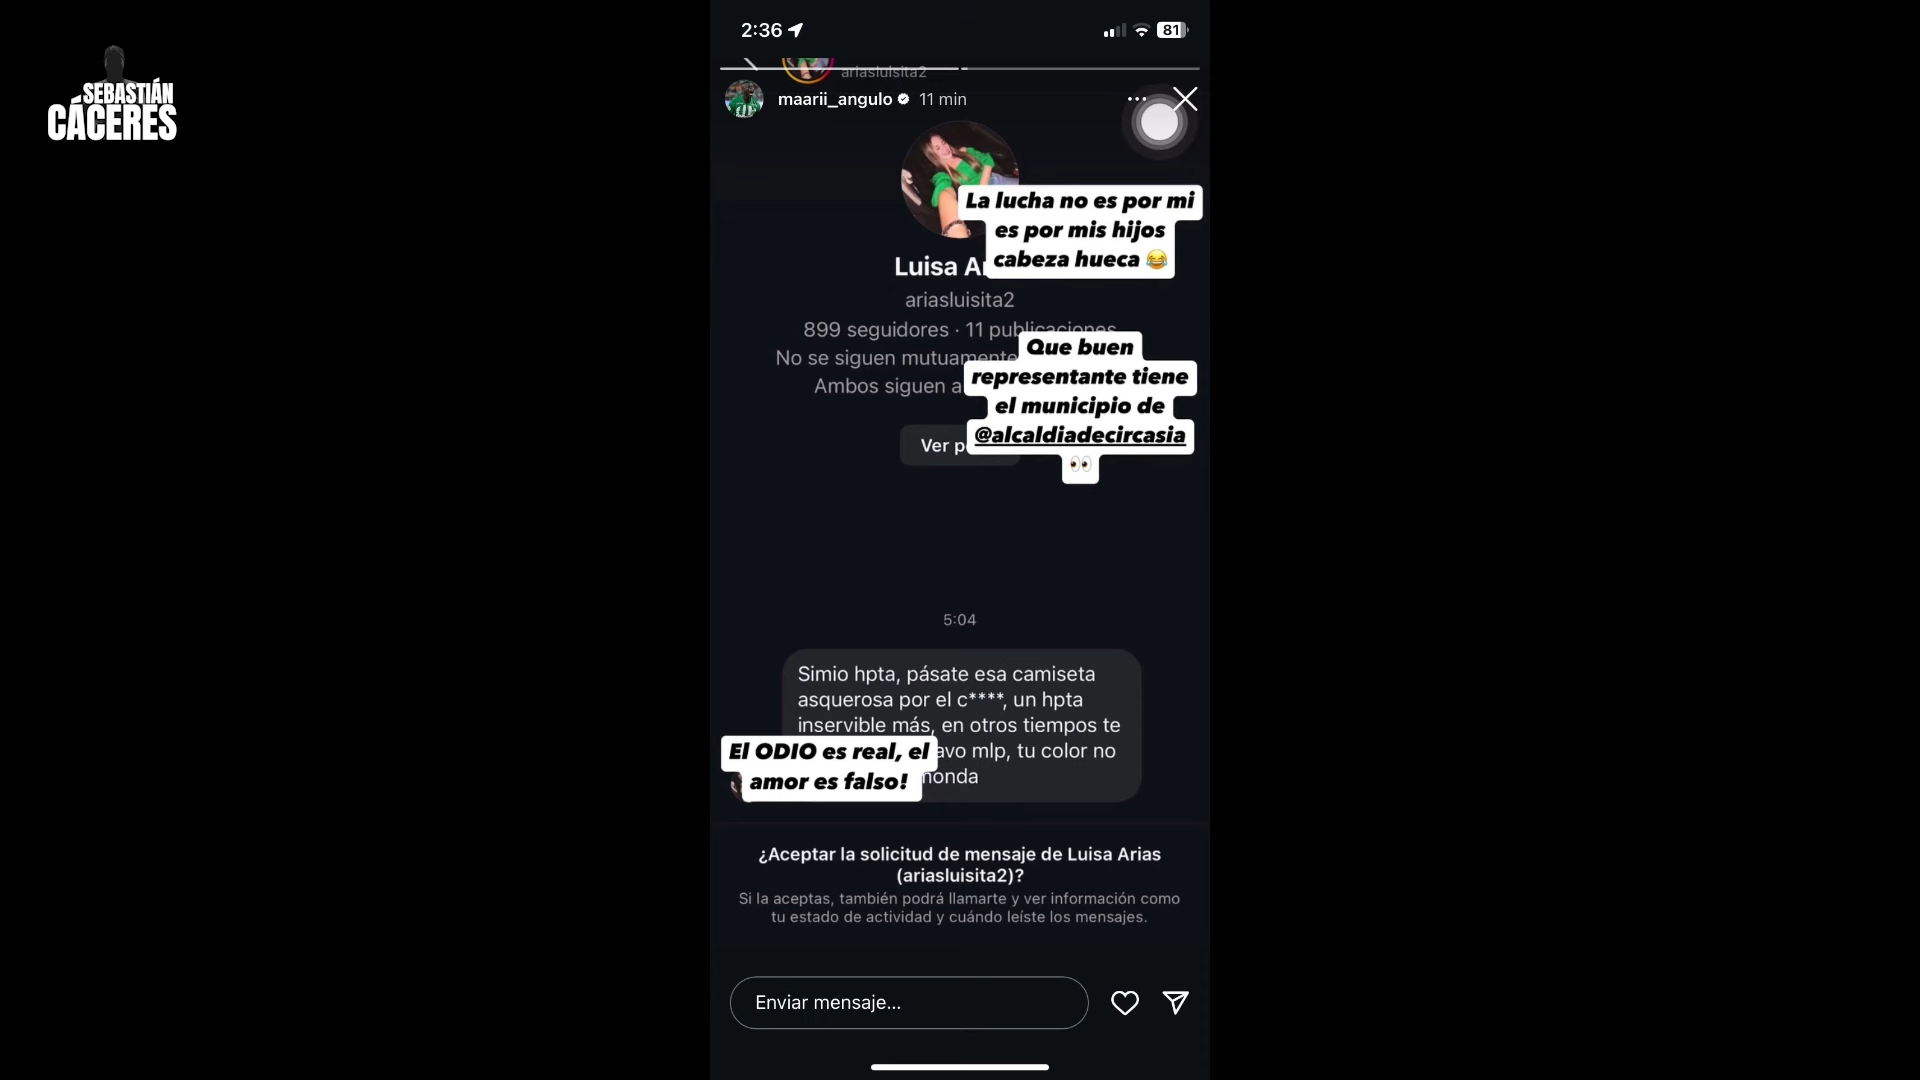 SEBASTIÁN
CÁCERES
2:36
81
ariasluisita2
maarii_angulo 11 min
La lucha no es por mi
es por mis hijos
cabeza hueca 😂
Luisa Ar
ariasluisita2
899 seguidores · 11 publicaciones
No se siguen mutuamente
Ambos siguen a
Que buen
representante tiene
el municipio de
@alcaldiadecircasia
👀
Ver p
5:04
Simio hpta, pásate esa camiseta
asquerosa por el c****, un hpta
inservible más, en otros tiempos te
avo mlp, tu color no
El ODIO es real, el
amor es falso!
¿Aceptar la solicitud de mensaje de Luisa Arias
(ariasluisita2)?
Si la aceptas, también podrá llamarte y ver información como
tu estado de actividad y cuándo leíste los mensajes.
Enviar mensaje...